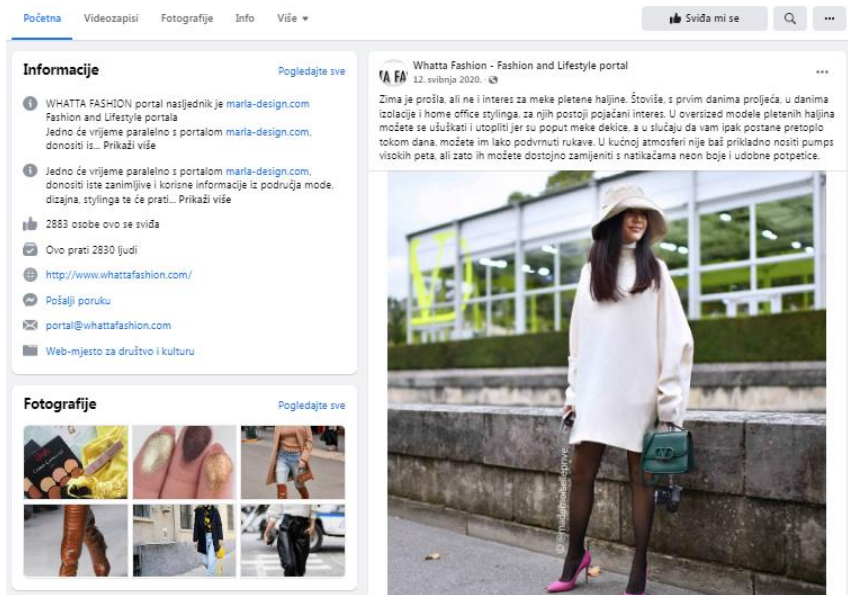 Početna Videozapisi Fotografije Info Više
Sviđa mi se
Informacije Pogledajte sve
WHATTA FASHION portal nasljednik je marla-design.com
Fashion and Lifestyle portala
Jedno će vrijeme paralelno s portalom marla-design.com,
donositi is... Prikaži više
Jedno će vrijeme paralelno s portalom marla-design.com,
donositi iste zanimljive i korisne informacije iz područja mode,
dizajna, stylinga te će prati... Prikaži više
2883 osobe ovo se sviđa
Ovo prati 2830 ljudi
http://www.whattafashion.com/
Pošalji poruku
portal@whattafashion.com
Web-mjesto za društvo i kulturu
Fotografije Pogledajte sve
TA FA
Whatta Fashion - Fashion and Lifestyle portal
12. svibnja 2020. ·
Zima je prošla, ali ne i interes za meke pletene haljine. Štoviše, s prvim danima proljeća, u danima
izolacije i home office stylinga, za njih postoji pojačani interes. U oversized modele pletenih haljina
možete se ušuškati i utopliti jer su poput meke dekice, a u slučaju da vam ipak postane pretoplo
tokom dana, možete im lako podvrnuti rukave. U kućnoj atmosferi nije baš prikladno nositi pumps
visokih peta, ali zato ih možete dostojno zamijeniti s natikačama neon boje i udobne potpetice.
© @mademoiselleprive